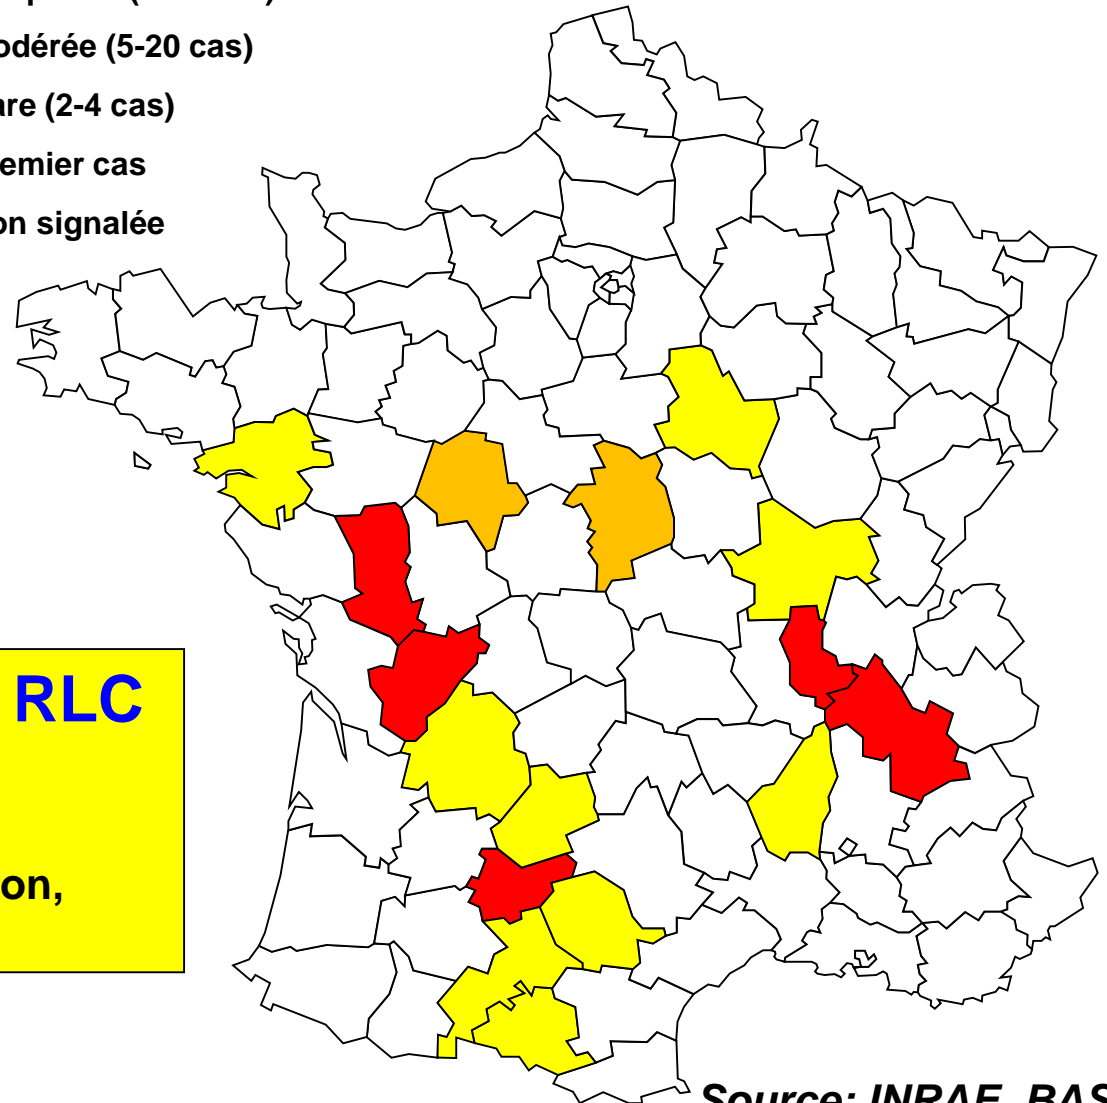 odérée (5-20 cas)
are (2-4 cas)
emier cas
on signalée
RLC
on,
Source: INRAE, BAS